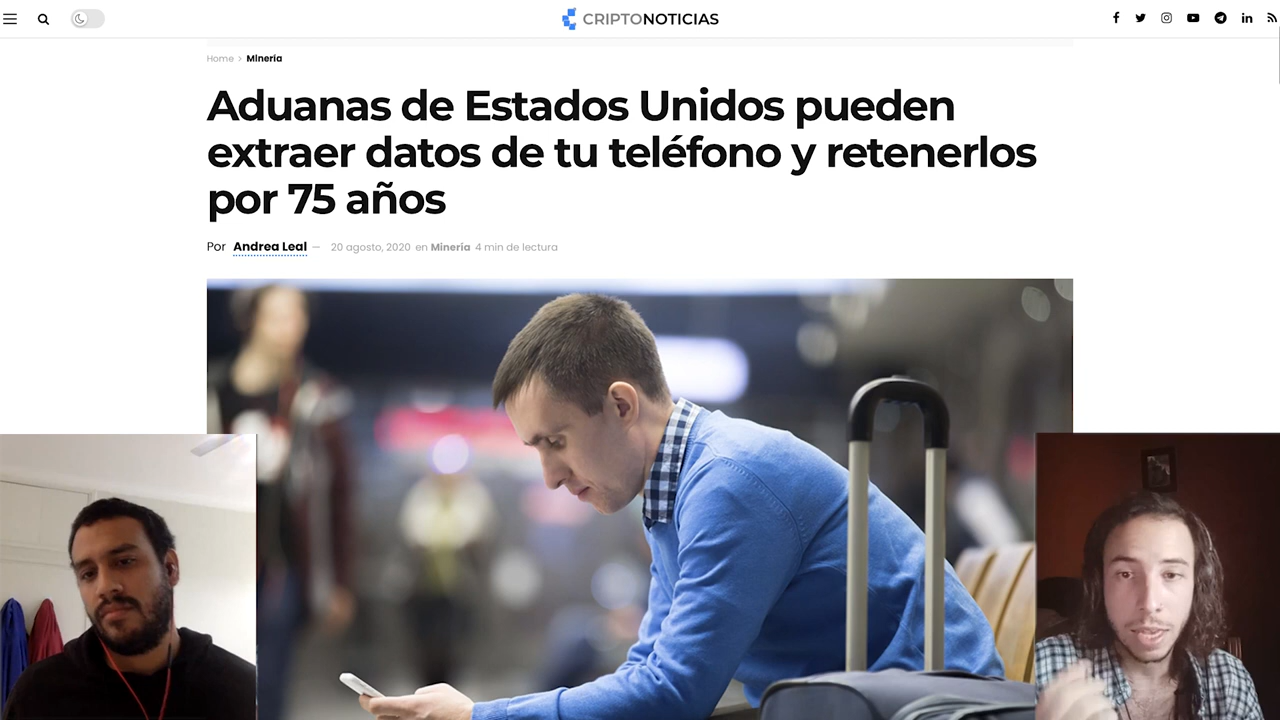 CRIPTONOTICIAS
Home > Minería
Aduanas de Estados Unidos pueden
extraer datos de tu teléfono y retenerlos
por 75 años
Por Andrea Leal — 20 agosto, 2020 en Minería 4 min de lectura